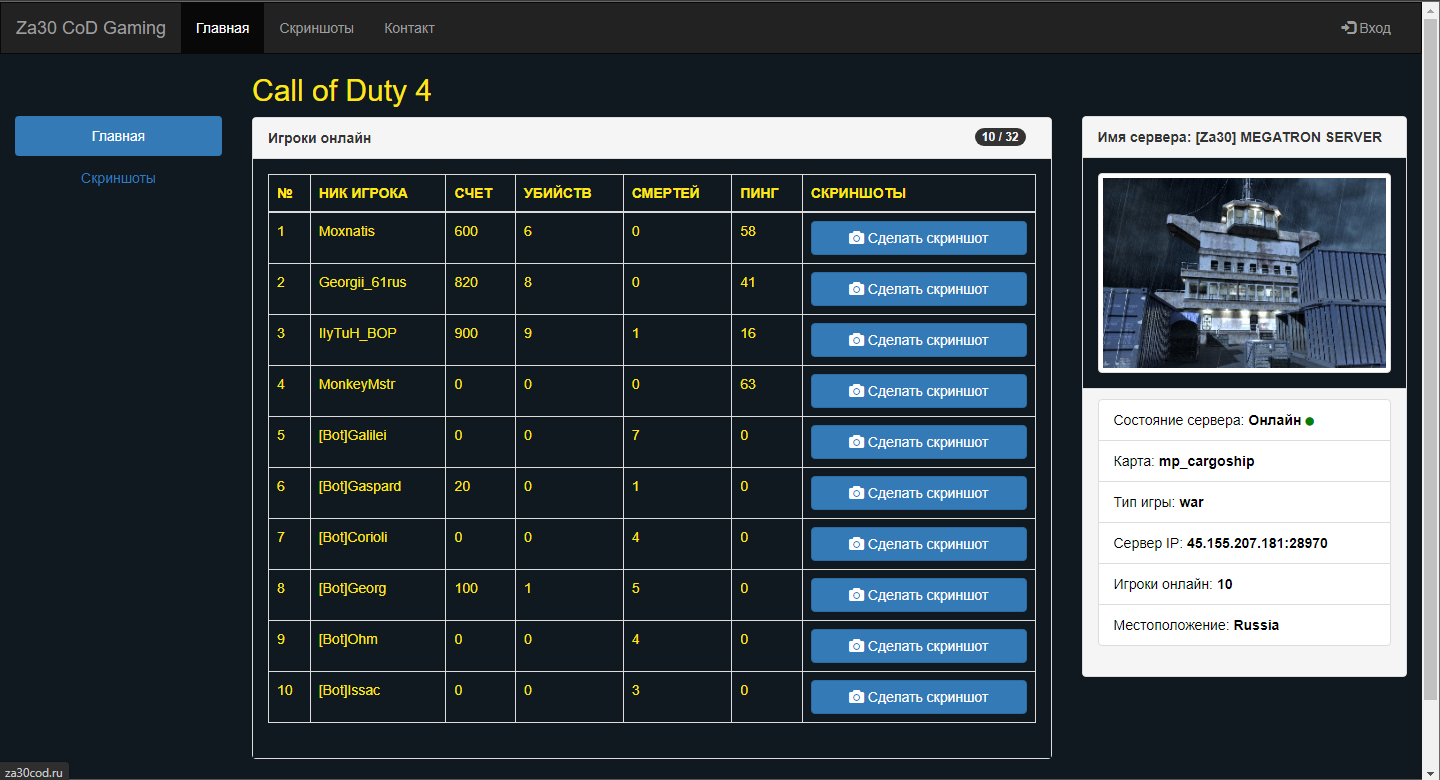 Za30 CoD Gaming Главная Скриншоты Контакт Вход
Call of Duty 4
Главная
Скриншоты
Игроки онлайн 10 / 32
№ НИК ИГРОКА СЧЕТ УБИЙСТВ СМЕРТЕЙ ПИНГ СКРИНШОТЫ
1 Moxnatis 600 6 0 58 Сделать скриншот
2 Georgii_61rus 820 8 0 41 Сделать скриншот
3 IIyTuH_BOP 900 9 1 16 Сделать скриншот
4 MonkeyMstr 0 0 0 63 Сделать скриншот
5 [Bot]Galilei 0 0 7 0 Сделать скриншот
6 [Bot]Gaspard 20 0 1 0 Сделать скриншот
7 [Bot]Corioli 0 0 4 0 Сделать скриншот
8 [Bot]Georg 100 1 5 0 Сделать скриншот
9 [Bot]Ohm 0 0 4 0 Сделать скриншот
10 [Bot]Issac 0 0 3 0 Сделать скриншот
Имя сервера: [Za30] MEGATRON SERVER
Состояние сервера: Онлайн
Карта: mp_cargoship
Тип игры: war
Сервер IP: 45.155.207.181:28970
Игроки онлайн: 10
Местоположение: Russia
za30cod.ru